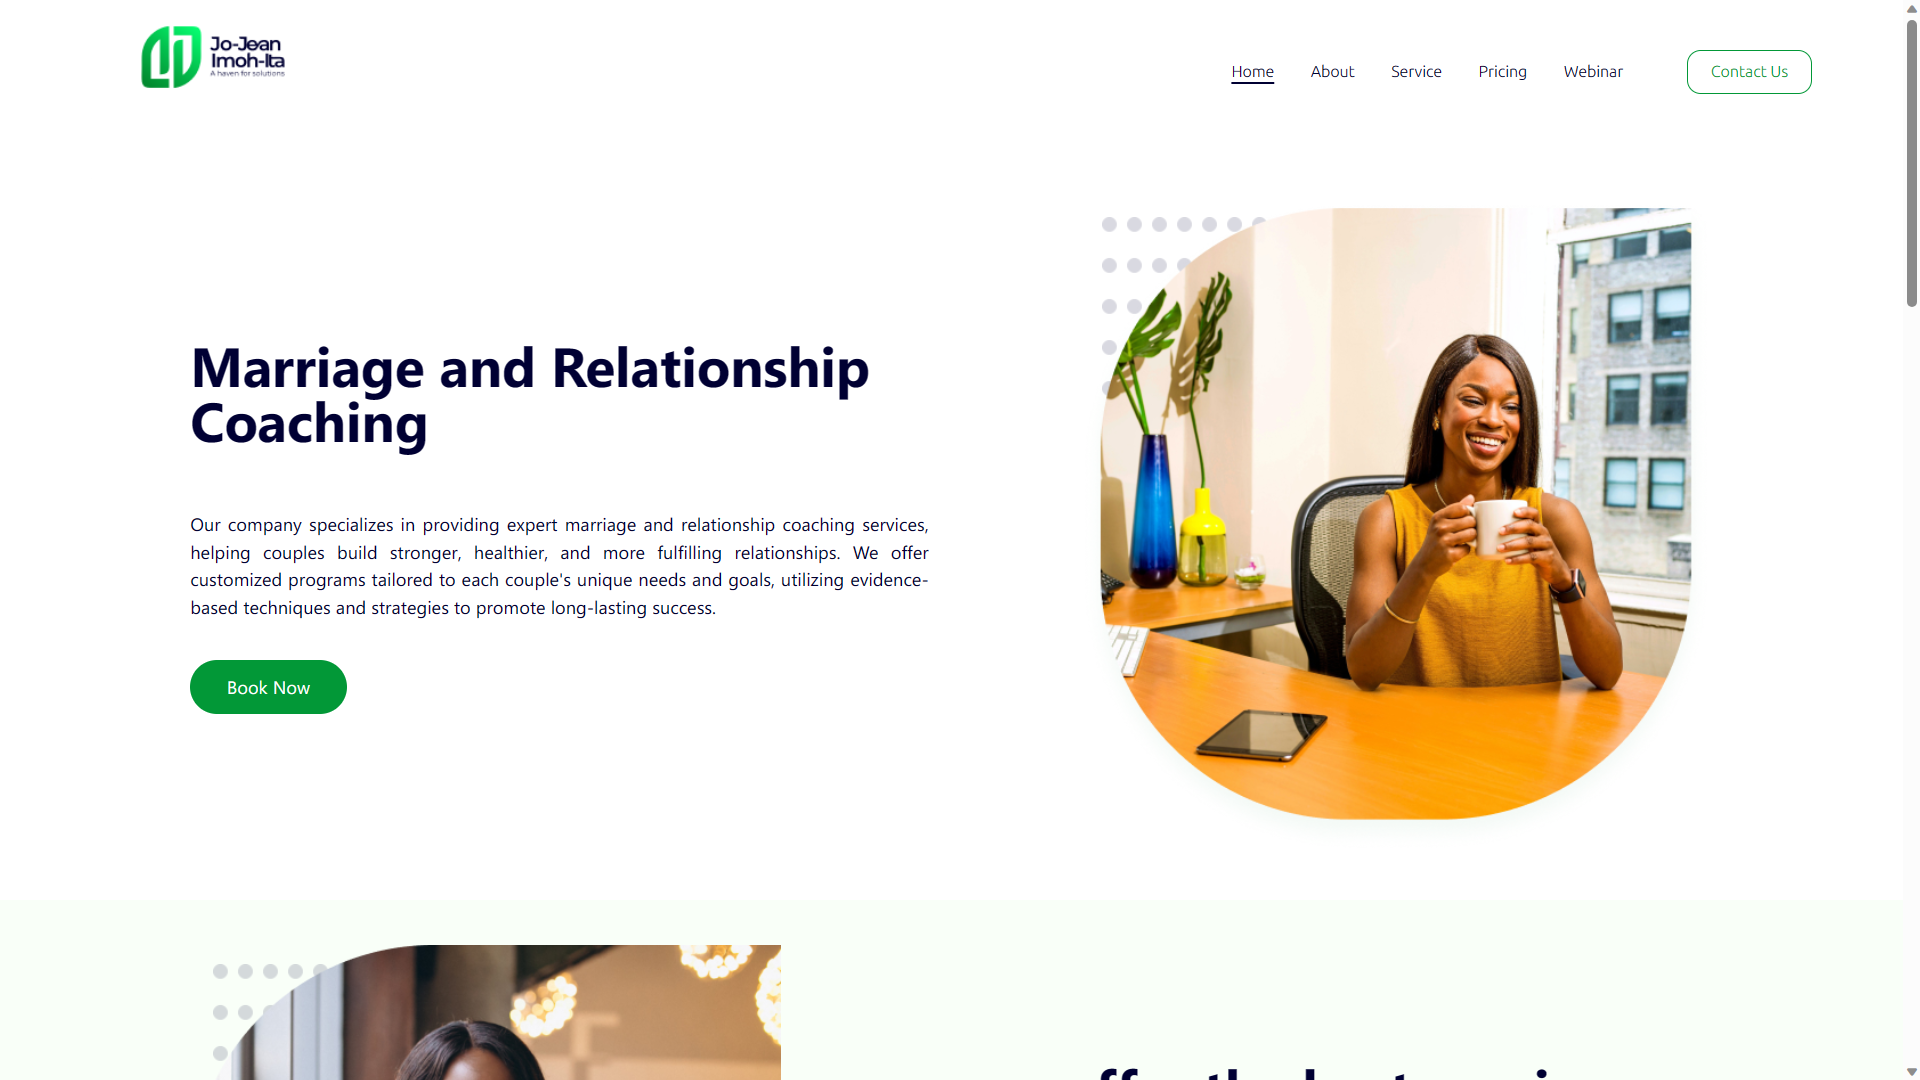 Jo-Jean
Imoh-Ita
A haven for solutions
Home
About
Service
Pricing
Webinar
Contact Us
Marriage and Relationship
Coaching
Our company specializes in providing expert marriage and relationship coaching services,
helping couples build stronger, healthier, and more fulfilling relationships. We offer
customized programs tailored to each couple's unique needs and goals, utilizing evidence-
based techniques and strategies to promote long-lasting success.
Book Now